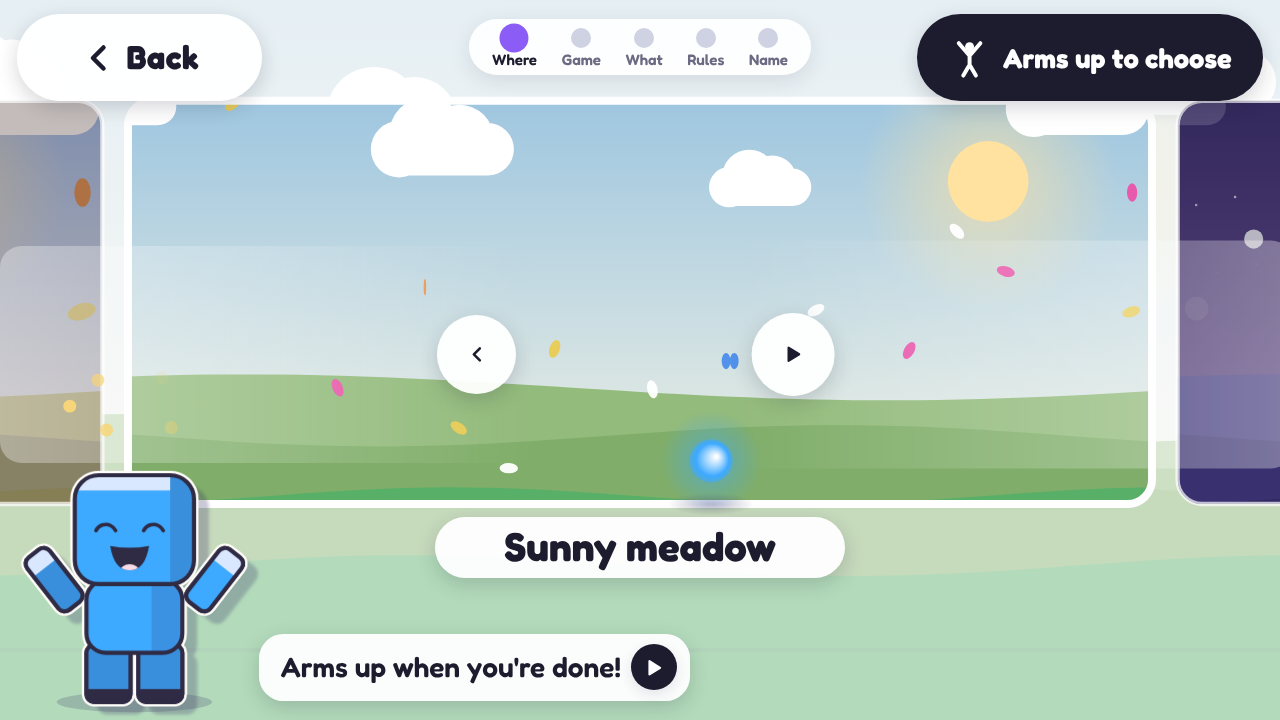 Back
Where
Game
What
Rules
Name
Arms up to choose
Sunny meadow
Arms up when you're done!